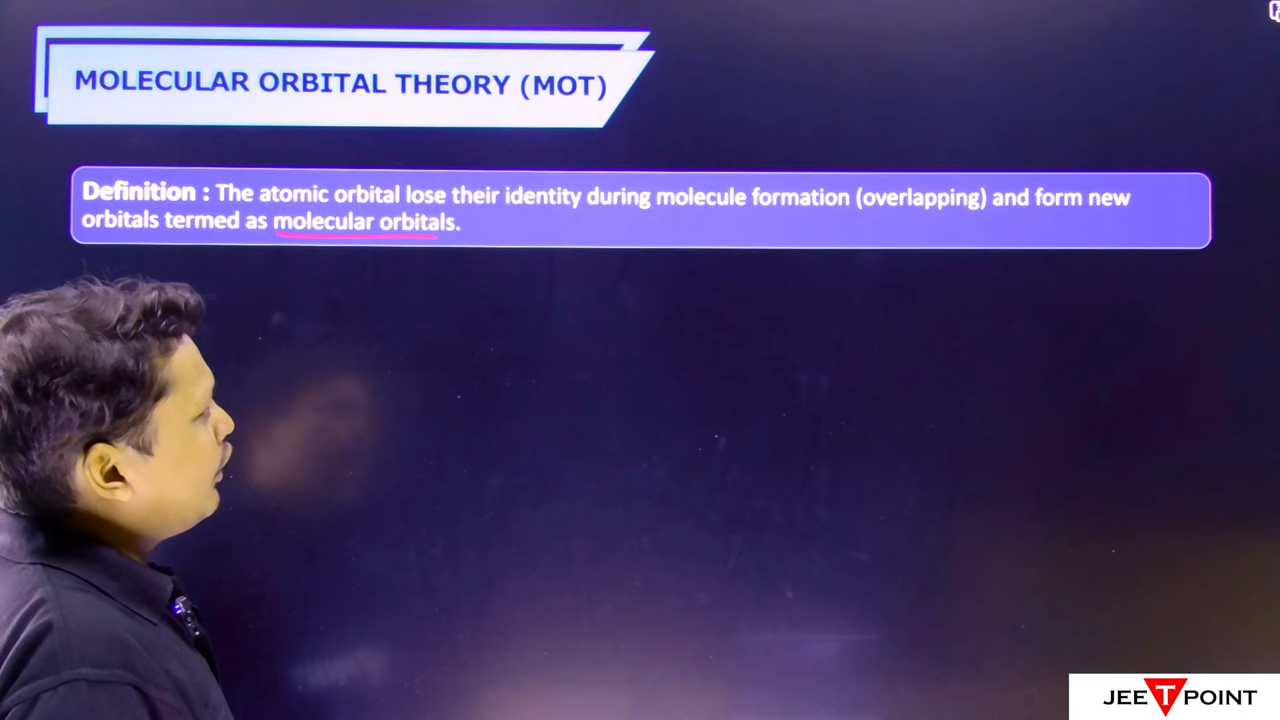 MOLECULAR ORBITAL THEORY (MOT)
Definition : The atomic orbital lose their identity during molecule formation (overlapping) and form new
orbitals termed as molecular orbitals.
JEE T POINT